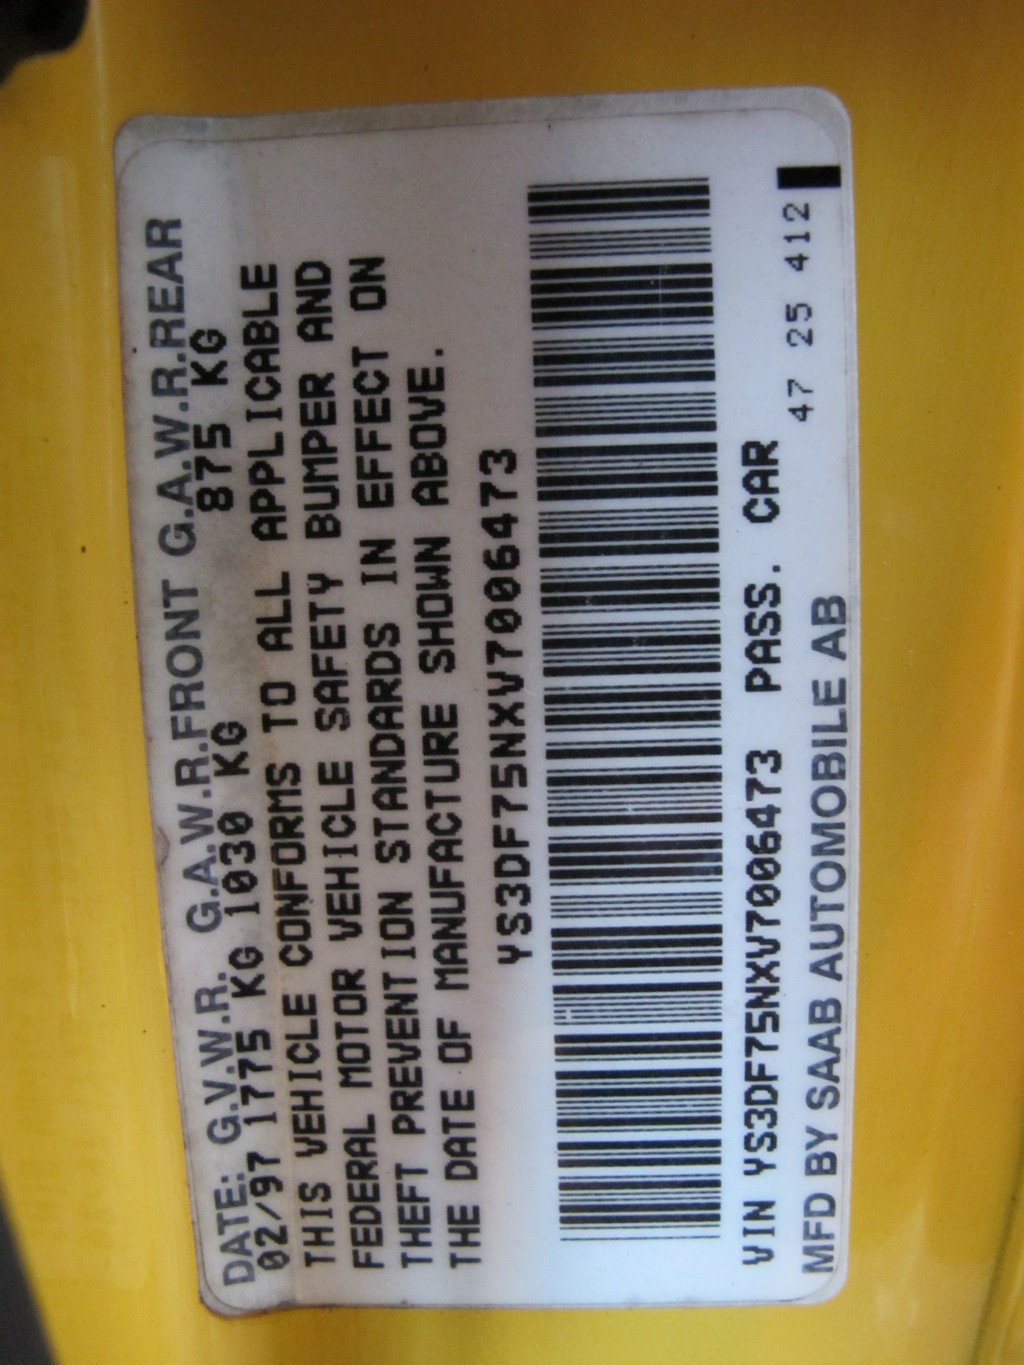 DATE: G.V.W.R. G.A.W.R.FRONT G.A.W.R.REAR
02/97 1775 KG 1030 KG 875 KG
THIS VEHICLE CONFORMS TO ALL APPLICABLE
FEDERAL MOTOR VEHICLE SAFETY BUMPER AND
THEFT PREVENTION STANDARDS IN EFFECT ON
THE DATE OF MANUFACTURE SHOWN ABOVE.
YS3DF75NXV7006473
VIN YS3DF75NXV7006473 PASS. CAR
MFD BY SAAB AUTOMOBILE AB 47 25 412